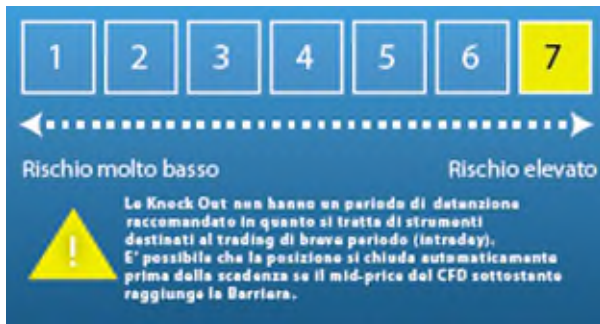 1 2 3 4 5 6 7
Rischio molto basso Rischio elevato
!
Le Knock Out non hanno un periodo di detenzione
raccomandato in quanto si tratta di strumenti
destinati al trading di breve periodo (intraday).
E' possibile che la posizione si chiuda automaticamente
prima della scadenza se il mid-price del CFD sottostante
raggiunge la Barriera.